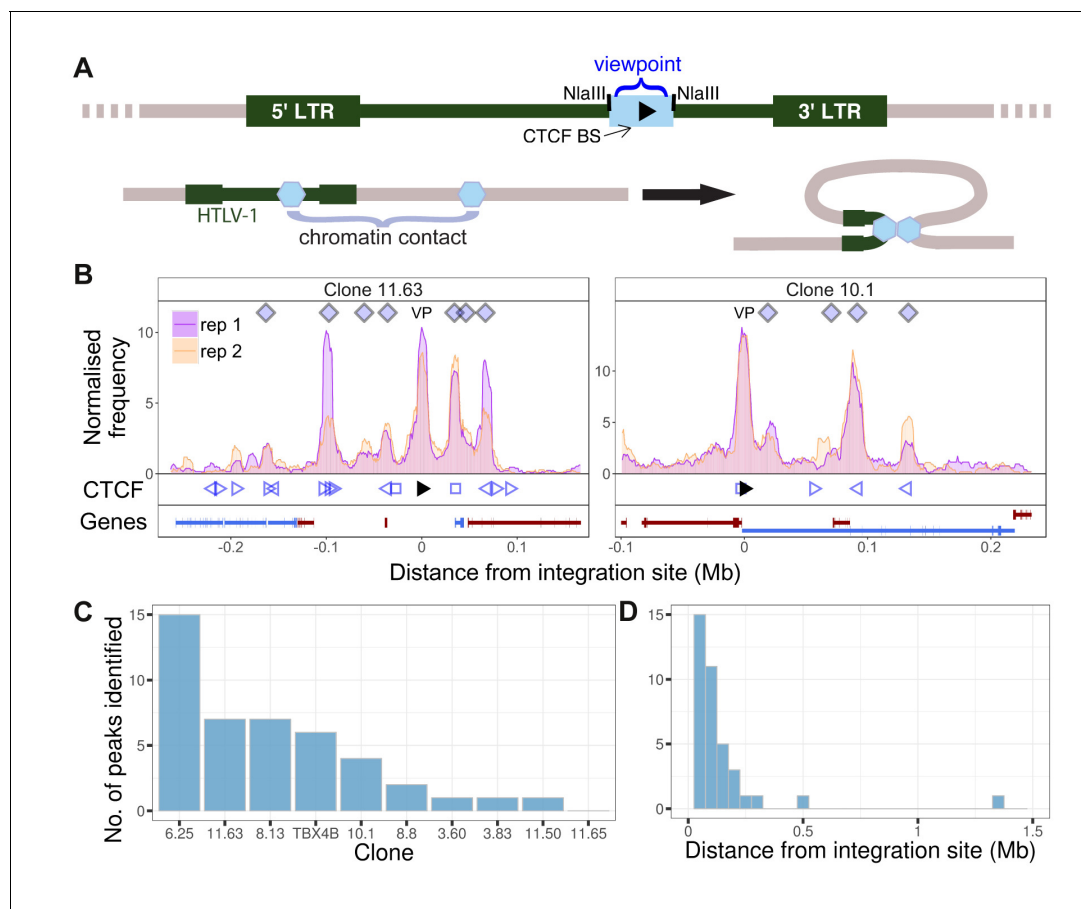 A
viewpoint
NlaIII NlaIII
5' LTR 3' LTR
CTCF BS
HTLV-1
chromatin contact
B
Clone 11.63 Clone 10.1
VP VP
rep 1
rep 2
Normalised frequency
10
5
0
10
5
0
CTCF
Genes
-0.2 -0.1 0 0.1 -0.1 0 0.1 0.2
Distance from integration site (Mb)
C D
No. of peaks identified
15
10
5
0
6.25 11.63 8.13 TBX4B 10.1 8.8 3.60 3.83 11.50 11.65
Clone
15
10
5
0
0 0.5 1 1.5
Distance from integration site (Mb)